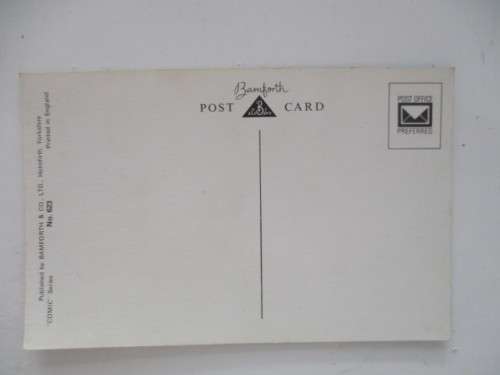 Bamforth
POST CARD
POST OFFICE
PREFERRED
Published by BAMFORTH & CO. LTD., Holmfirth, Yorkshire
"COMIC" Series No. 623 Printed in England